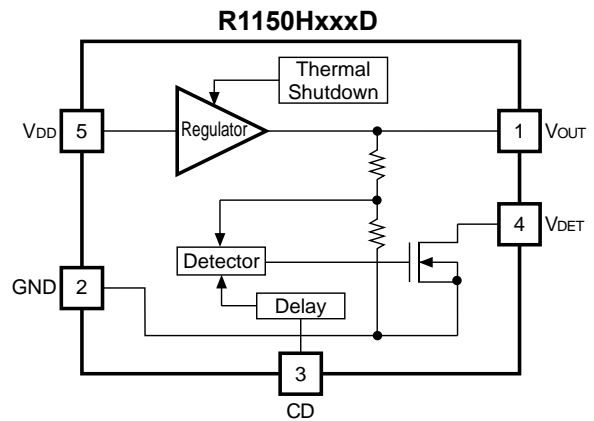 R1150HxxxD
Thermal
Shutdown
VDD 5
Regulator
1 VOUT
4 VDET
Detector
GND 2
Delay
3
CD